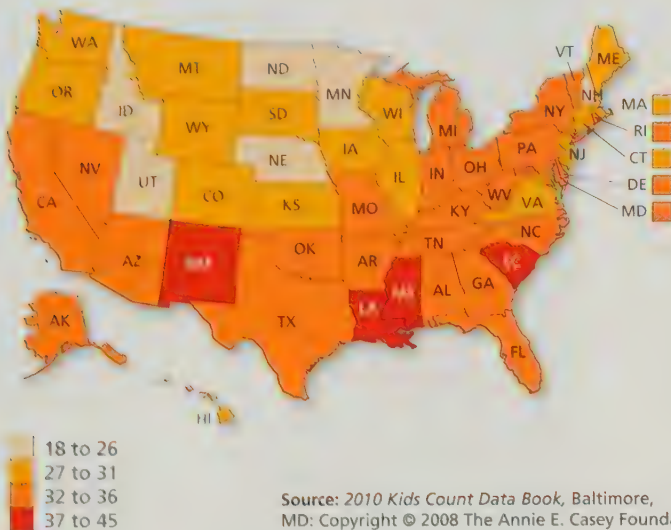 WA
MT
ND
MN
VT
ME
OR
ID
WY
SD
WI
MI
NY
NH
MA
RI
CT
NJ
DE
MD
NV
UT
CO
NE
KS
IA
IL
IN
OH
PA
WV
VA
CA
AZ
NM
OK
MO
KY
NC
TN
AR
SC
TX
LA
MS
AL
GA
FL
AK
HI
18 to 26
27 to 31
32 to 36
37 to 45
Source: 2010 Kids Count Data Book, Baltimore,
MD: Copyright © 2008 The Annie E. Casey Found